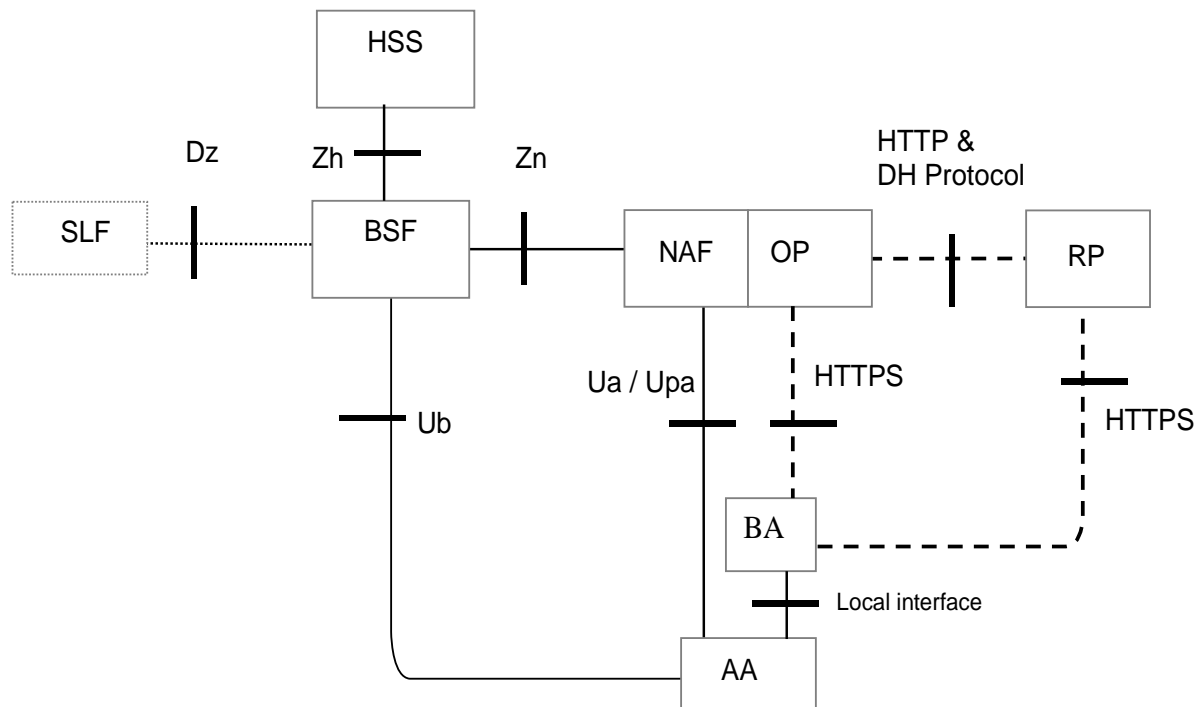 HSS
HTTP &
DH Protocol
Dz
Zh
Zn
SLF
BSF
NAF
OP
RP
Ua / Upa
HTTPS
HTTPS
Ub
BA
Local interface
AA